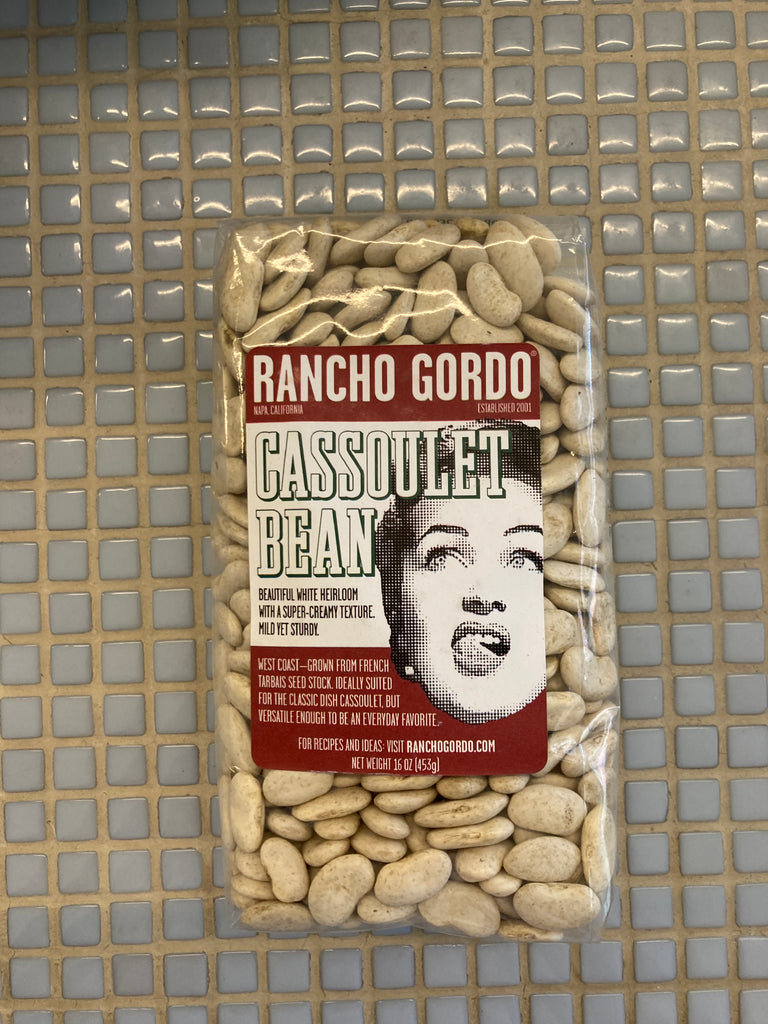 RANCHO GORDO®
NAPA, CALIFORNIA ESTABLISHED 2001
CASSOULET
BEAN
BEAUTIFUL WHITE HEIRLOOM
WITH A SUPER-CREAMY TEXTURE.
MILD YET STURDY.
WEST COAST—GROWN FROM FRENCH
TARBAIS SEED STOCK. IDEALLY SUITED
FOR THE CLASSIC DISH CASSOULET, BUT
VERSATILE ENOUGH TO BE AN EVERYDAY FAVORITE.
FOR RECIPES AND IDEAS: VISIT RANCHOGORDO.COM
NET WEIGHT 16 OZ (453g)